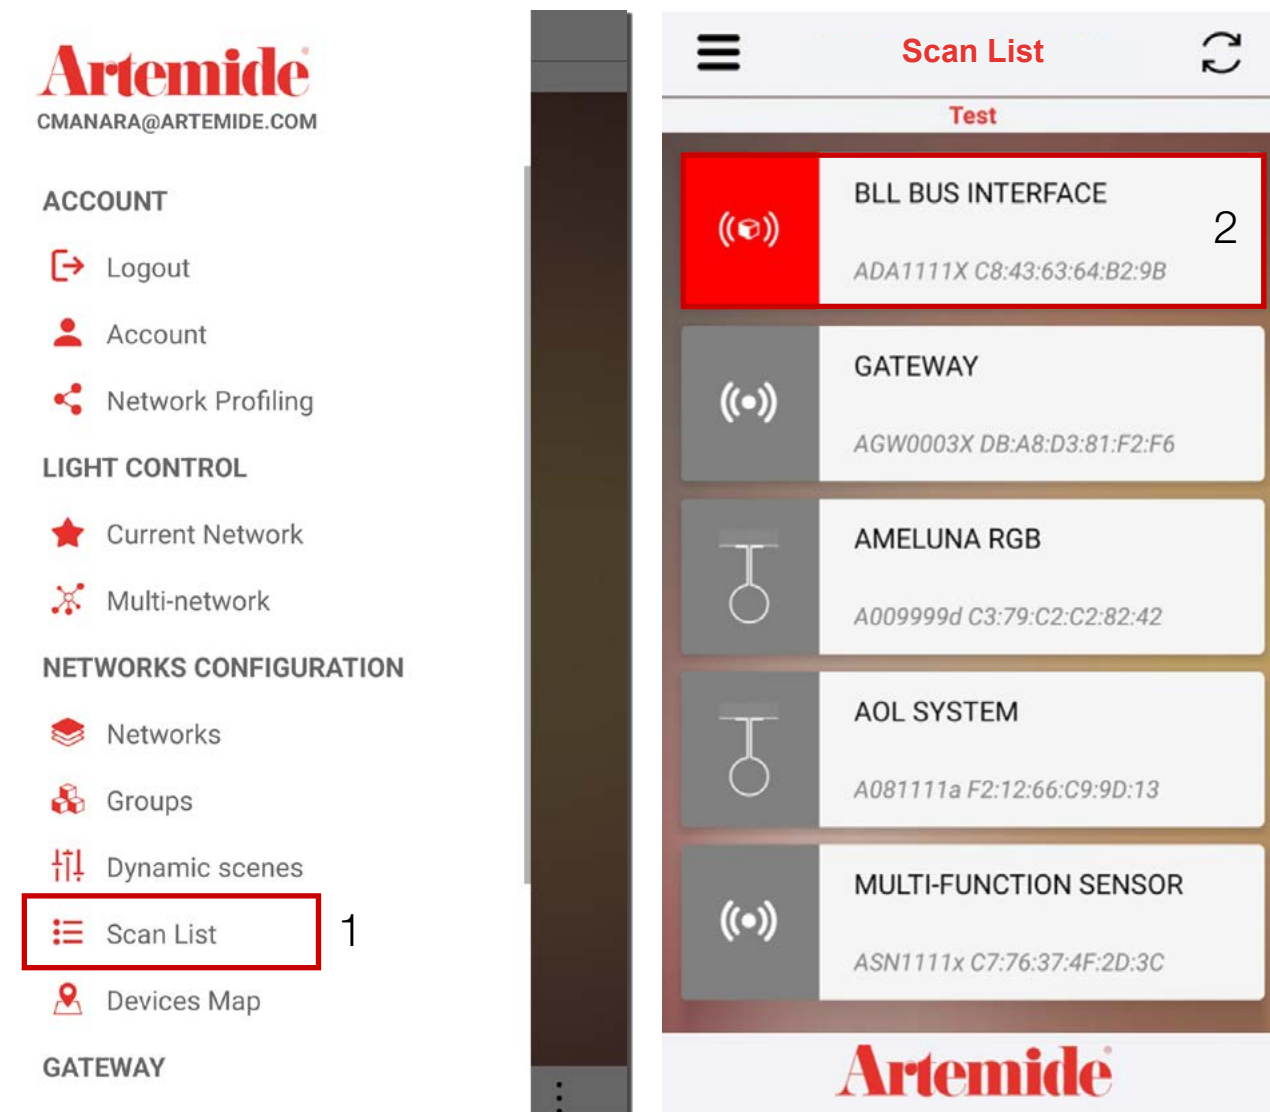 Artemide
CMANARA@ARTEMIDE.COM
ACCOUNT
Logout
Account
Network Profiling
LIGHT CONTROL
Current Network
Multi-network
NETWORKS CONFIGURATION
Networks
Groups
Dynamic scenes
Scan List
1
Devices Map
GATEWAY
Scan List
Test
BLL BUS INTERFACE
2
ADA1111X C8:43:63:64:B2:9B
GATEWAY
AGW0003X DB:A8:D3:81:F2:F6
AMELUNA RGB
A009999d C3:79:C2:C2:82:42
AOL SYSTEM
A081111a F2:12:66:C9:9D:13
MULTI-FUNCTION SENSOR
ASN1111x C7:76:37:4F:2D:3C
Artemide